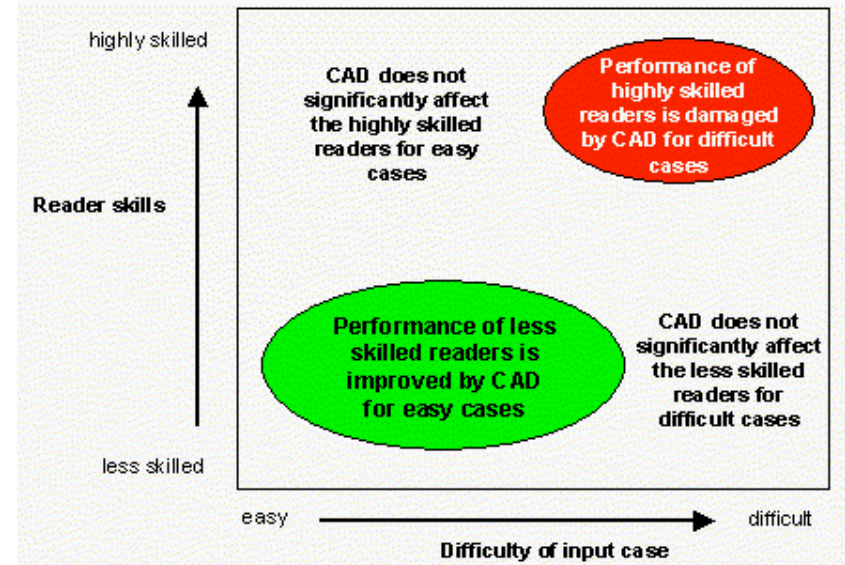 highly skilled
CAD does not
significantly affect
the highly skilled
readers for easy
cases
Performance of
highly skilled
readers is damaged
by CAD for difficult
cases
Reader skills
Performance of less
skilled readers is
improved by CAD
for easy cases
CAD does not
significantly affect
the less skilled
readers for
difficult cases
less skilled
easy
difficult
Difficulty of input case